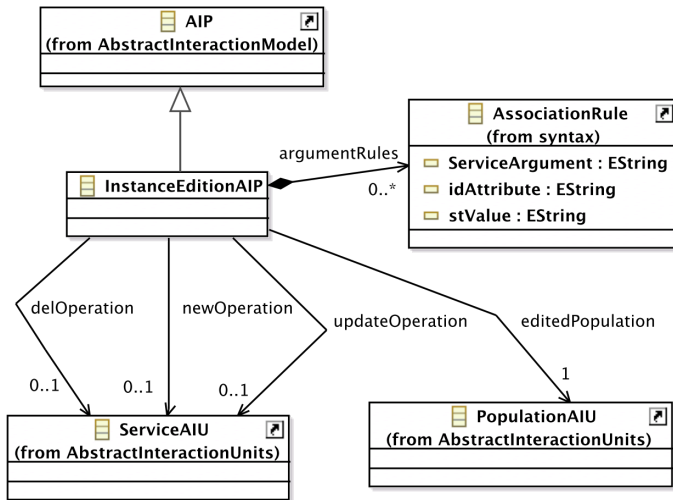 AIP
(from AbstractInteractionModel)
AssociationRule
(from syntax)
ServiceArgument : EString
idAttribute : EString
stValue : EString
argumentRules
0..*
InstanceEditionAIP
delOperation
newOperation
updateOperation
editedPopulation
0..1
0..1
0..1
1
ServiceAIU
(from AbstractInteractionUnits)
PopulationAIU
(from AbstractInteractionUnits)